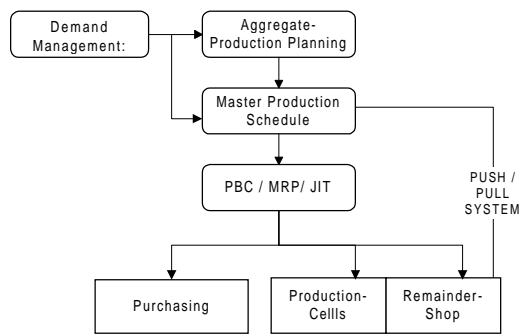 Demand
Management:
Aggregate-
Production Planning
Master Production
Schedule
PBC / MRP/ JIT
PUSH /
PULL
SYSTEM
Purchasing
Production-
Cellls
Remainder-
Shop